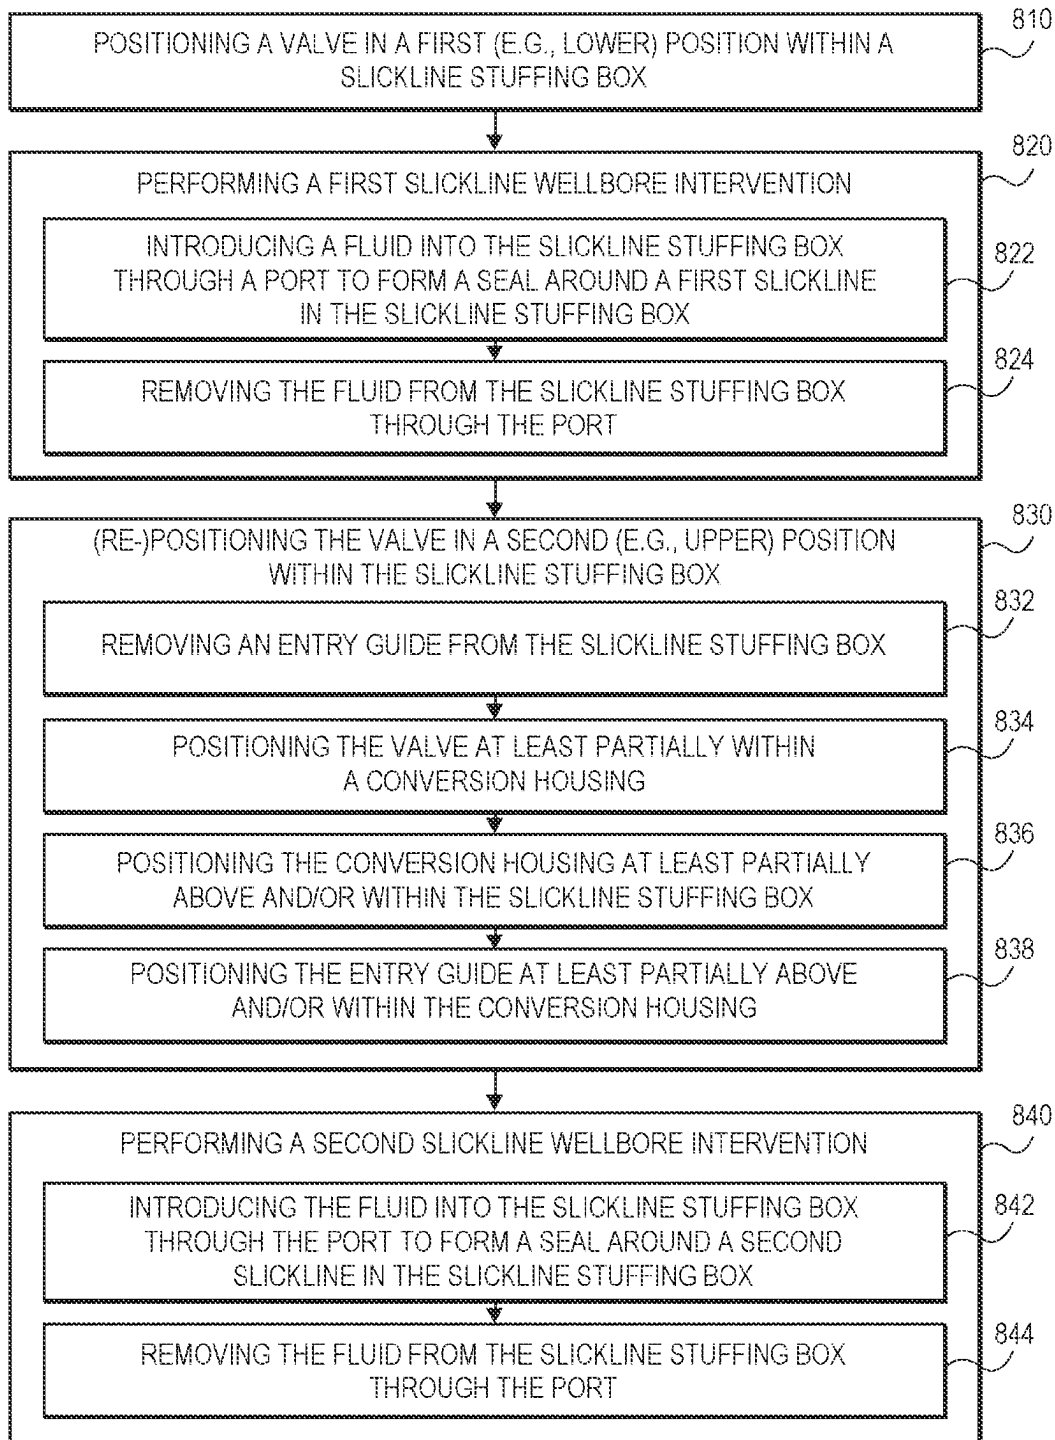 POSITIONING A VALVE IN A FIRST (E.G., LOWER) POSITION WITHIN A
SLICKLINE STUFFING BOX
810
PERFORMING A FIRST SLICKLINE WELLBORE INTERVENTION
820
INTRODUCING A FLUID INTO THE SLICKLINE STUFFING BOX
THROUGH A PORT TO FORM A SEAL AROUND A FIRST SLICKLINE
IN THE SLICKLINE STUFFING BOX
822
REMOVING THE FLUID FROM THE SLICKLINE STUFFING BOX
THROUGH THE PORT
824
(RE-)POSITIONING THE VALVE IN A SECOND (E.G., UPPER) POSITION
WITHIN THE SLICKLINE STUFFING BOX
830
REMOVING AN ENTRY GUIDE FROM THE SLICKLINE STUFFING BOX
832
POSITIONING THE VALVE AT LEAST PARTIALLY WITHIN
A CONVERSION HOUSING
834
POSITIONING THE CONVERSION HOUSING AT LEAST PARTIALLY
ABOVE AND/OR WITHIN THE SLICKLINE STUFFING BOX
836
POSITIONING THE ENTRY GUIDE AT LEAST PARTIALLY ABOVE
AND/OR WITHIN THE CONVERSION HOUSING
838
PERFORMING A SECOND SLICKLINE WELLBORE INTERVENTION
840
INTRODUCING THE FLUID INTO THE SLICKLINE STUFFING BOX
THROUGH THE PORT TO FORM A SEAL AROUND A SECOND
SLICKLINE IN THE SLICKLINE STUFFING BOX
842
REMOVING THE FLUID FROM THE SLICKLINE STUFFING BOX
THROUGH THE PORT
844